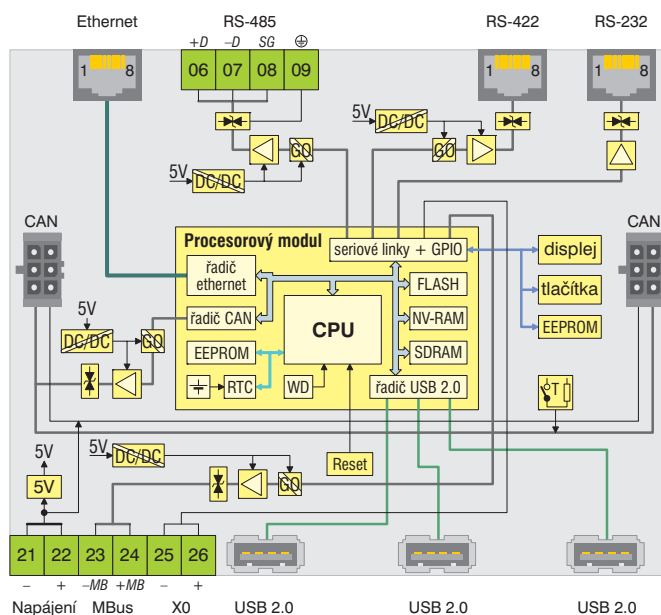 Ethernet RS-485 RS-422 RS-232
+D –D SG
1 8 06 07 08 09 1 8 1 8
5V DC/DC GO
5V DC/DC GO
CAN CAN
Procesorový modul
seriové linky + GPIO
displej
řadič ethernet
FLASH
tlačítka
řadič CAN
CPU
NV-RAM
EEPROM
5V DC/DC GO
EEPROM
SDRAM
RTC WD
řadič USB 2.0
T
5V 5V DC/DC
5V GO
Reset
21 22 23 24 25 26
– + –MB +MB – +
Napájení MBus X0 USB 2.0 USB 2.0 USB 2.0